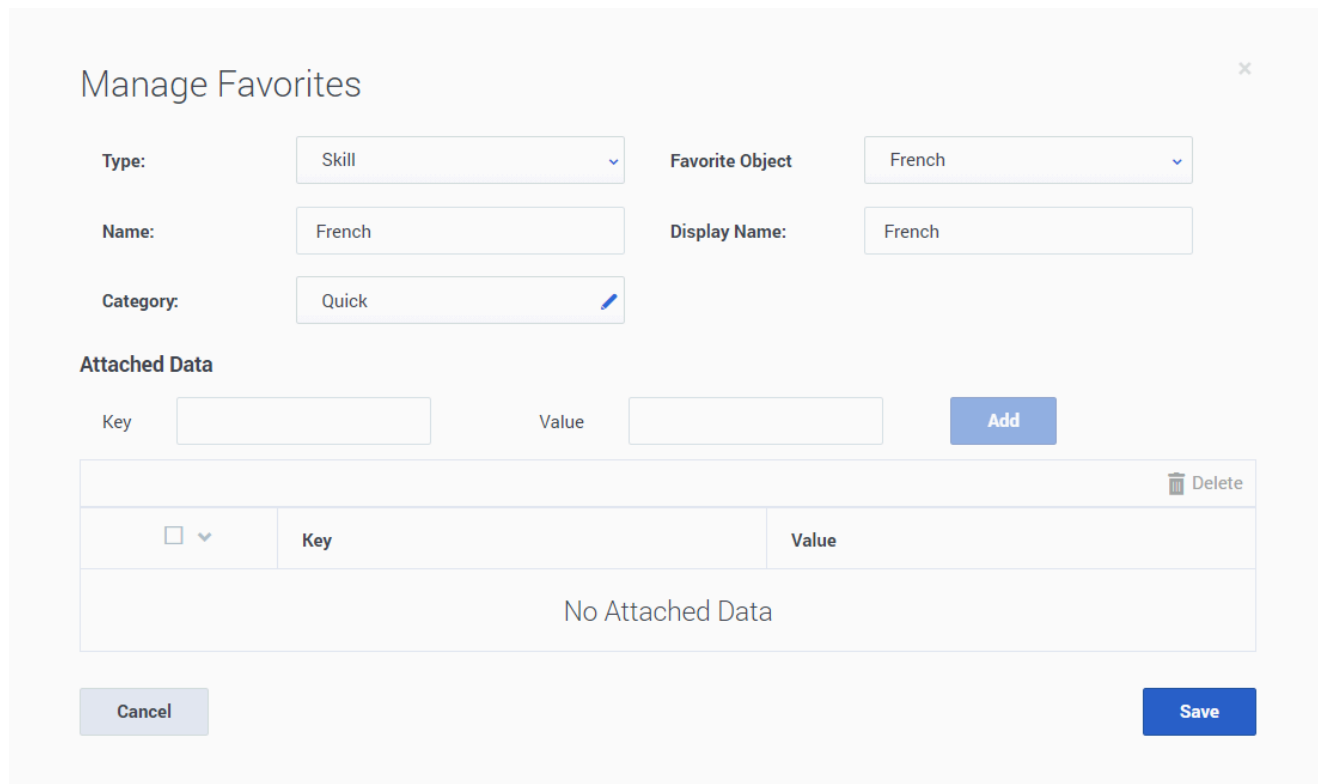 Manage Favorites
×
Type: Skill Favorite Object French
Name: French Display Name: French
Category: Quick
Attached Data
Key Value Add
Delete
Key Value
No Attached Data
Cancel Save